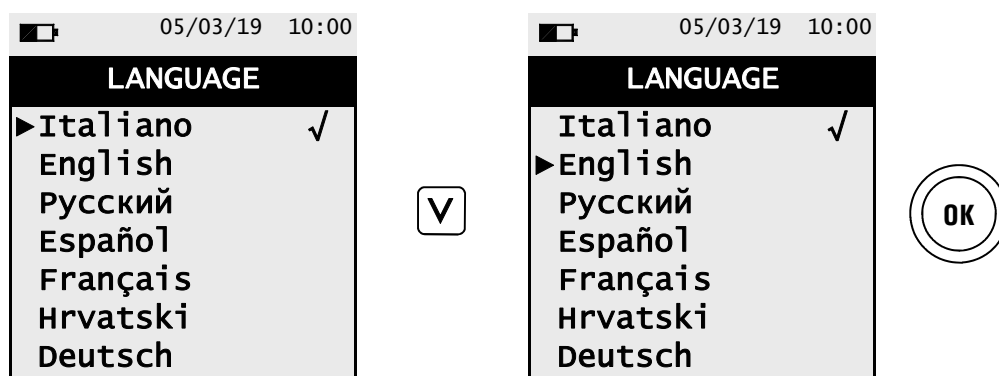 05/03/19 10:00
LANGUAGE
►Italiano √
English
Русский
Español
Français
Hrvatski
Deutsch
V
05/03/19 10:00
LANGUAGE
Italiano √
►English
Русский
Español
Français
Hrvatski
Deutsch
OK